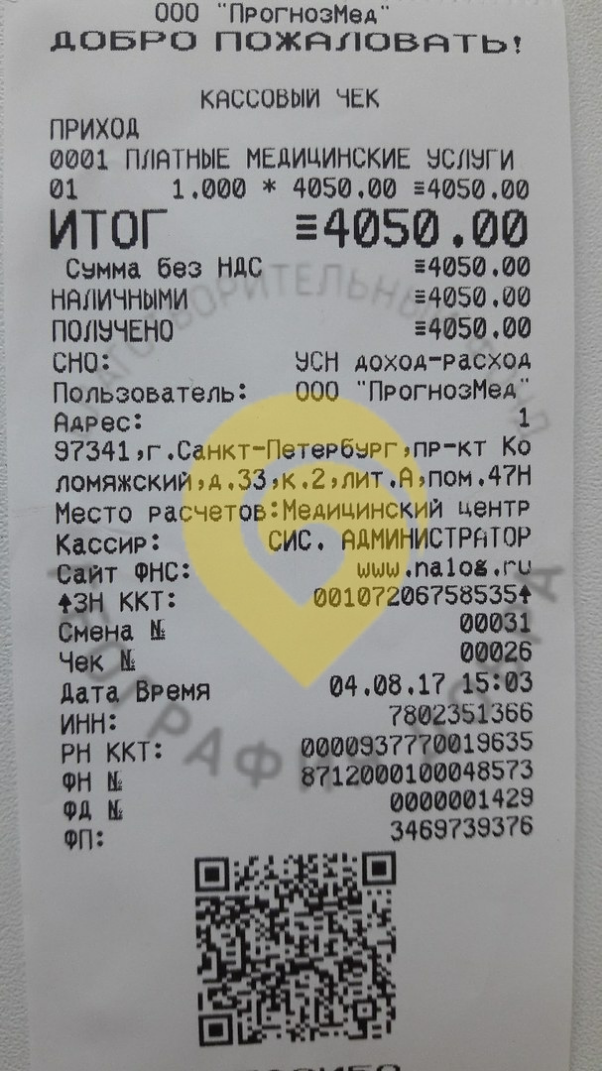 ООО "ПрогнозМед"
ДОБРО ПОЖАЛОВАТЬ!
КАССОВЫЙ ЧЕК
ПРИХОД
0001 ПЛАТНЫЕ МЕДИЦИНСКИЕ УСЛУГИ
01 1.000 * 4050.00 ≡4050.00
ИТОГ ≡4050.00
Сумма без НДС ≡4050.00
НАЛИЧНЫМИ ≡4050.00
ПОЛУЧЕНО ≡4050.00
СНО: УСН доход-расход
Пользователь: ООО "ПрогнозМед"
Адрес: 1
97341,г.Санкт-Петербург,пр-кт Ко
ломяжский,д.33,к.2,лит.А,пом.47Н
Место расчетов:Медицинский центр
Кассир: СИС. АДМИНИСТРАТОР
Сайт ФНС: www.nalog.ru
↑ЗН ККТ: 00107206758535↑
Смена № 00031
Чек № 00026
Дата Время 04.08.17 15:03
ИНН: 7802351366
РН ККТ: 0000937770019635
ФН № 8712000100048573
ФД № 0000001429
ФП: 3469739376
БЛАГОТВОРИТЕЛЬНЫЙ ФОНД
ГЕОГРАФИЯ ДОБРА